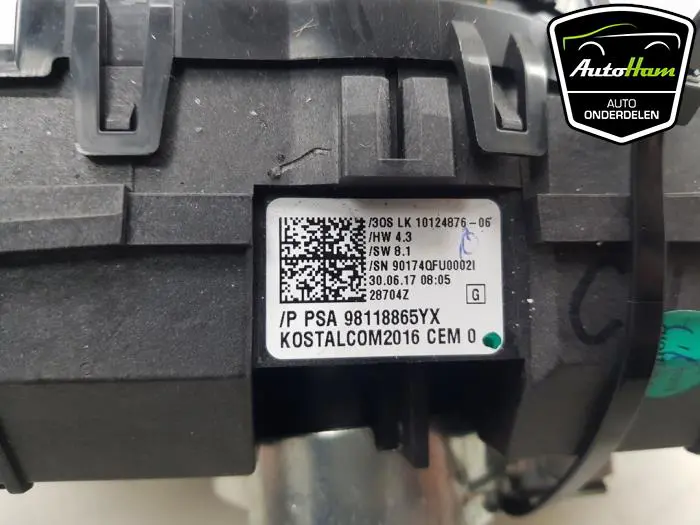 AutoHam
AUTO
ONDERDELEN
/3OS LK 10124876-06
/HW 4.3
/SW 8.1
/SN 90174QFU0002I
30.06.17 08:05
28704Z
G
/P PSA 98118865YX
KOSTALCOM2016 CEM 0
C